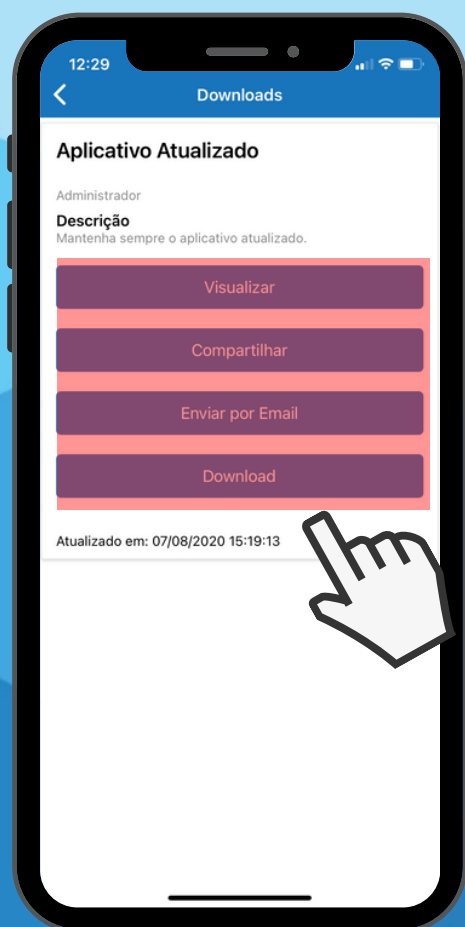 12:29
Downloads
Aplicativo Atualizado
Administrador
Descrição
Mantenha sempre o aplicativo atualizado.
Visualizar
Compartilhar
Enviar por Email
Download
Atualizado em: 07/08/2020 15:19:13